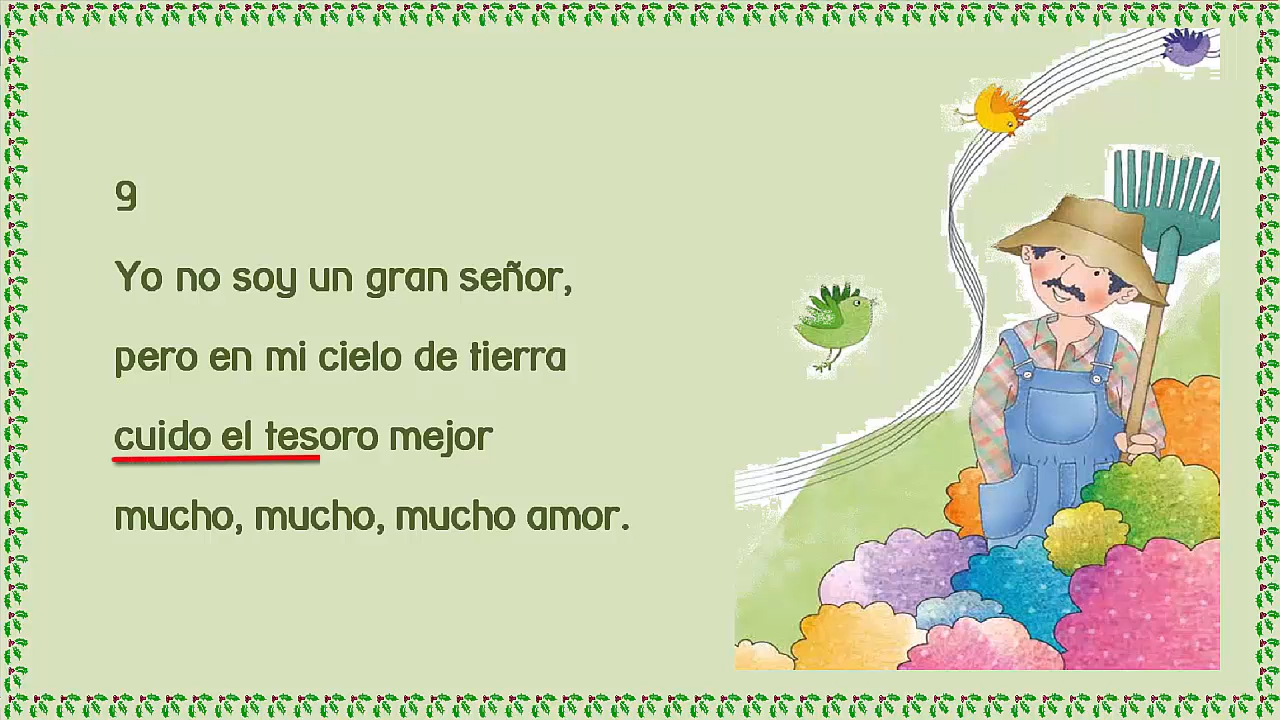 9
Yo no soy un gran señor,
pero en mi cielo de tierra
cuido el tesoro mejor
mucho, mucho, mucho amor.